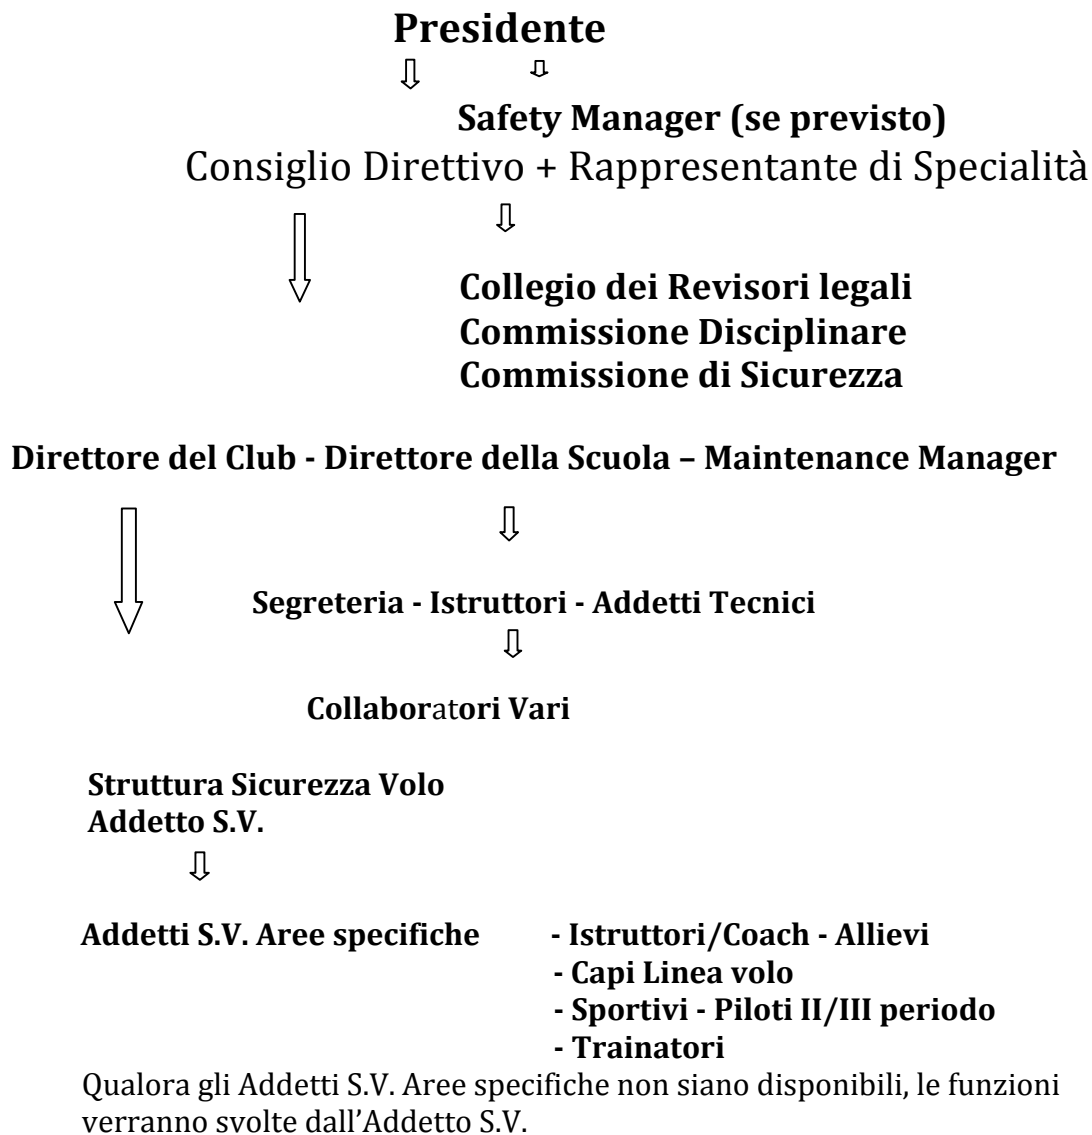 Presidente
Safety Manager (se previsto)
Consiglio Direttivo + Rappresentante di Specialità
Collegio dei Revisori legali
Commissione Disciplinare
Commissione di Sicurezza
Direttore del Club - Direttore della Scuola – Maintenance Manager
Segreteria - Istruttori - Addetti Tecnici
Collaboratori Vari
Struttura Sicurezza Volo
Addetto S.V.
Addetti S.V. Aree specifiche - Istruttori/Coach - Allievi
- Capi Linea volo
- Sportivi - Piloti II/III periodo
- Trainatori
Qualora gli Addetti S.V. Aree specifiche non siano disponibili, le funzioni
verranno svolte dall'Addetto S.V.